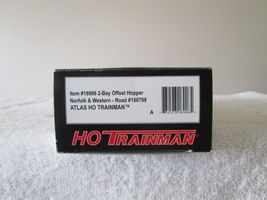 Item #18906 2-Bay Offset Hopper
Norfolk & Western - Road #180798
ATLAS HO TRAINMAN™
A
HO TRAINMAN